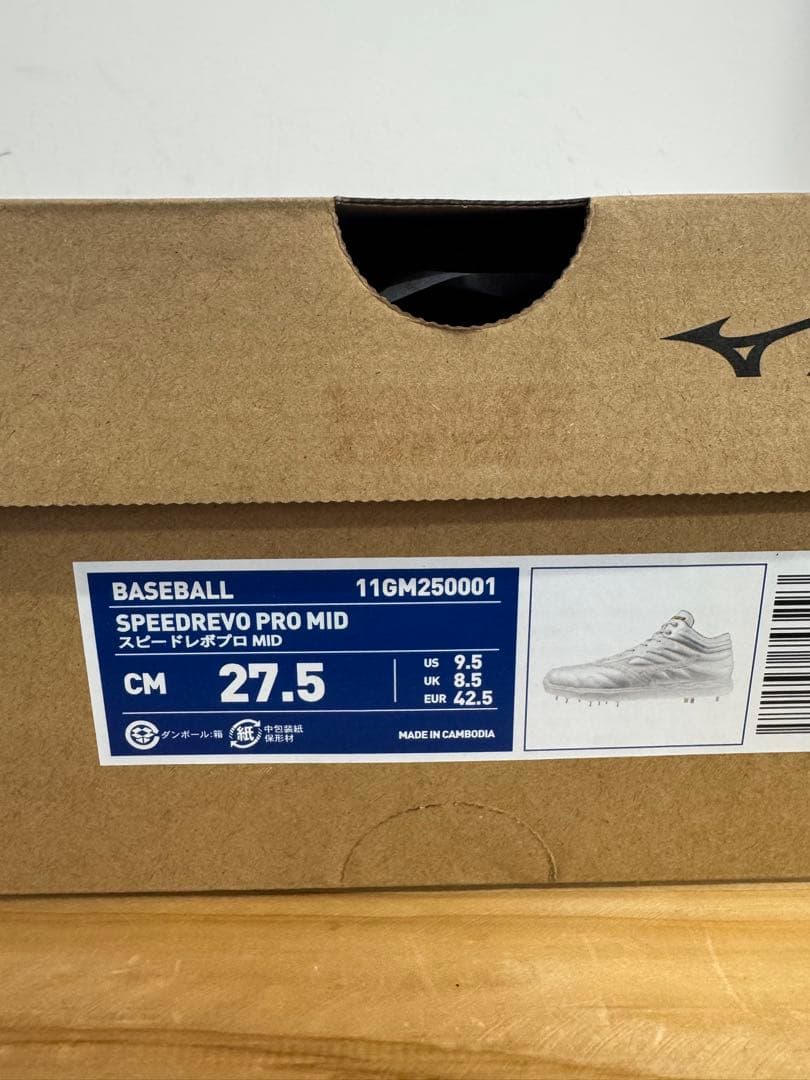 BASEBALL 11GM250001
SPEEDREVO PRO MID
スピードレボプロ MID
CM 27.5
US 9.5
UK 8.5
EUR 42.5
ダンボール:箱 紙 中包装紙
保形材
MADE IN CAMBODIA